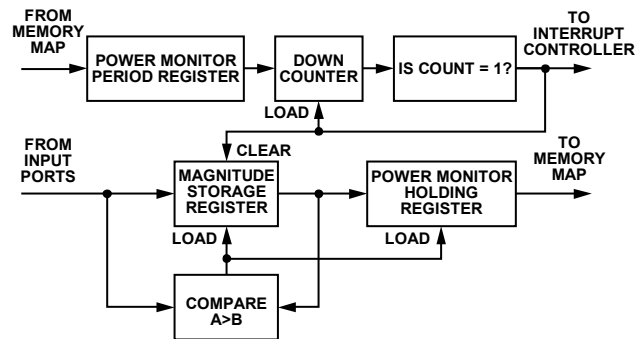 FROM
MEMORY
MAP
POWER MONITOR
PERIOD REGISTER
DOWN
COUNTER
IS COUNT = 1?
TO
INTERRUPT
CONTROLLER
LOAD
CLEAR
FROM
INPUT
PORTS
MAGNITUDE
STORAGE
REGISTER
POWER MONITOR
HOLDING
REGISTER
TO
MEMORY
MAP
LOAD
LOAD
COMPARE
A>B